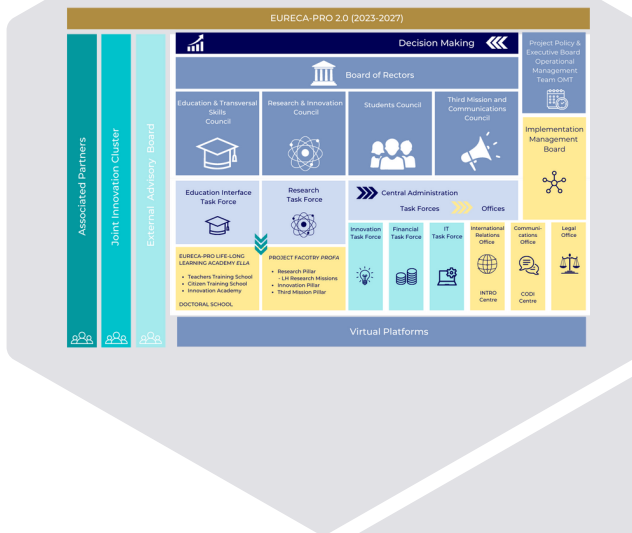 EURECA-PRO 2.0 (2023-2027)
Associated Partners
Joint Innovation Cluster
External Advisory Board
Decision Making
Board of Rectors
Education & Transversal
Skills
Council
Research & Innovation
Council
Students Council
Third Mission and
Communications
Council
Project Policy &
Executive Board
Operational
Management
Team OMT
Implementation
Management
Board
Education Interface
Task Force
Research
Task Force
Central Administration
Task Forces
Offices
EURECA-PRO LIFE-LONG
LEARNING ACADEMY ELLA
• Teachers Training School
• Citizen Training School
• Innovation Academy
DOCTORAL SCHOOL
PROJECT FACOTRY PROFA
• Research Pillar
- LH Research Missions
• Innovation Pillar
• Third Mission Pillar
Innovation
Task Force
Financial
Task Force
IT
Task Force
International
Relations
Office
INTRO
Centre
Communi-
cations
Office
CODI
Centre
Legal
Office
Virtual Platforms